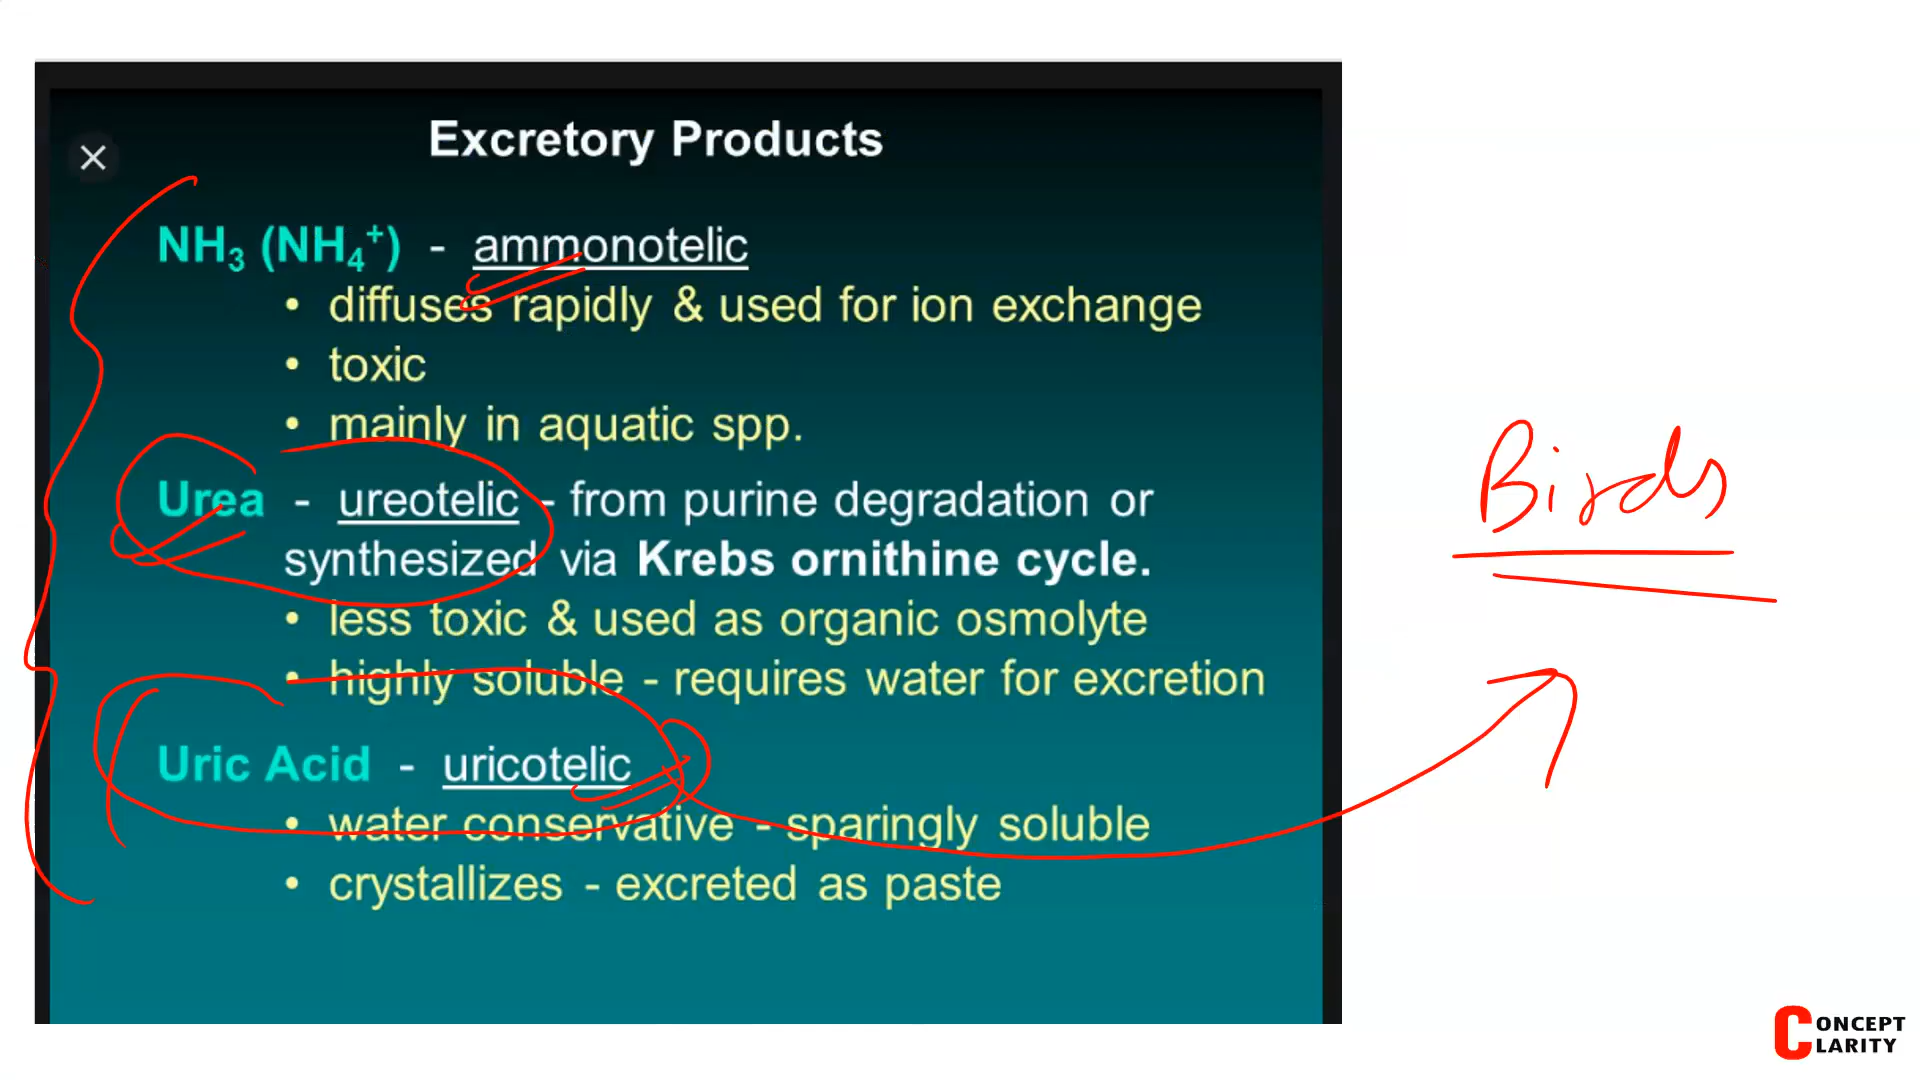 Excretory Products
NH₃ (NH₄⁺) - ammonotelic
• diffuses rapidly & used for ion exchange
• toxic
• mainly in aquatic spp.
Urea - ureotelic - from purine degradation or
synthesized via Krebs ornithine cycle.
• less toxic & used as organic osmolyte
• highly soluble - requires water for excretion
Uric Acid - uricotelic
• water conservative - sparingly soluble
• crystallizes - excreted as paste
Birds
CONCEPT
CLARITY